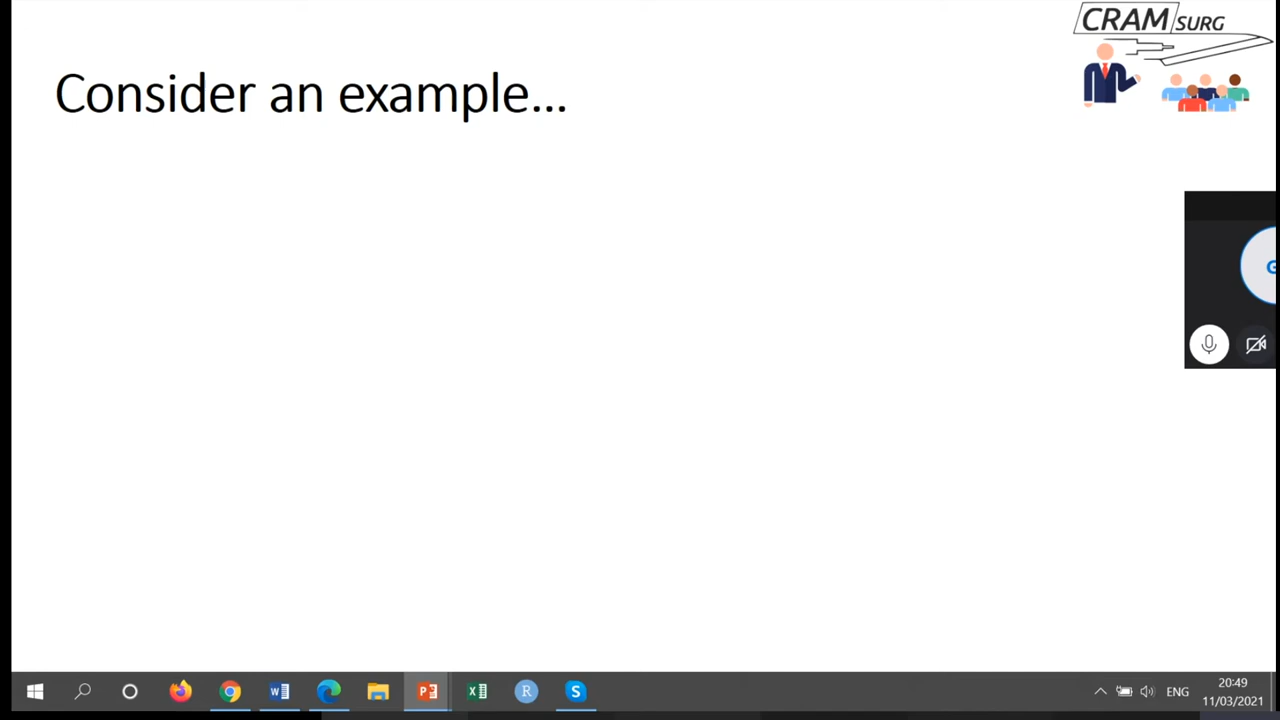 CRAM SURG
Consider an example...
G
W
P
X
R
S
ENG
20:49
11/03/2021